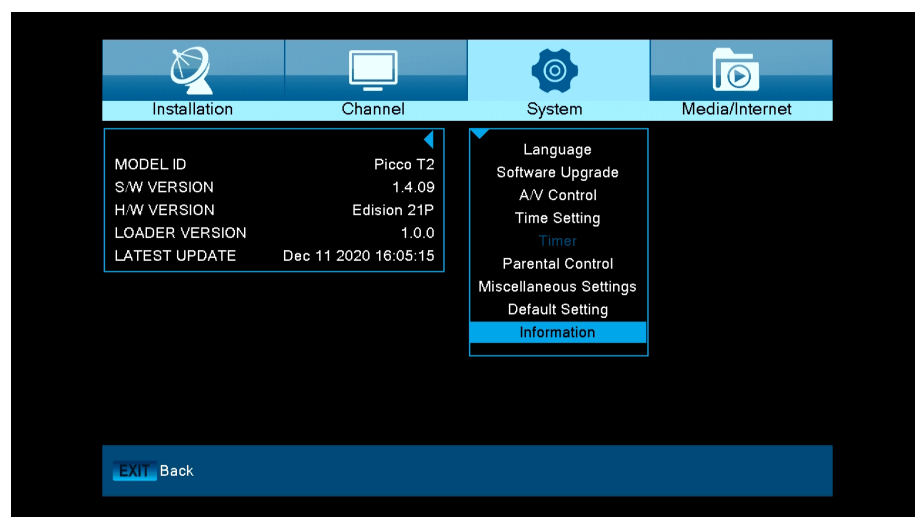 Installation Channel System Media/Internet
MODEL ID Picco T2
S/W VERSION 1.4.09
H/W VERSION Edision 21P
LOADER VERSION 1.0.0
LATEST UPDATE Dec 11 2020 16:05:15
Language
Software Upgrade
A/V Control
Time Setting
Timer
Parental Control
Miscellaneous Settings
Default Setting
Information
EXIT Back